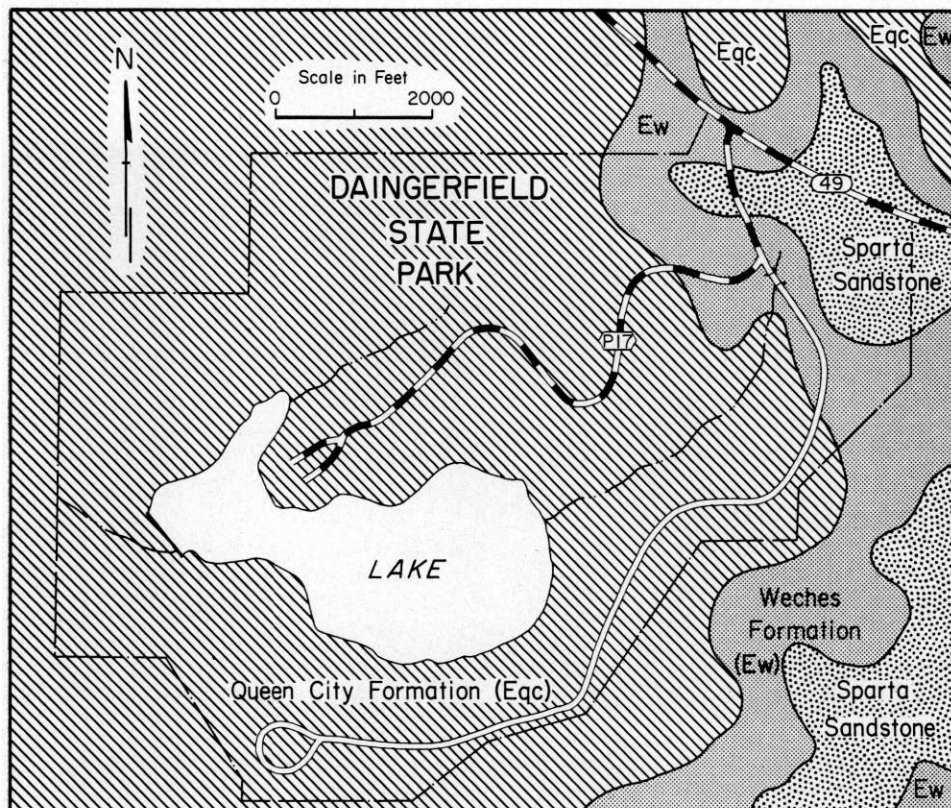 N
Scale in Feet
0 2000
Eqc
Eqc
Ew
Ew
49
DAINGERFIELD
STATE
PARK
Sparta
Sandstone
P17
LAKE
Weches
Formation
(Ew)
Queen City Formation (Eqc)
Sparta
Sandstone
Ew